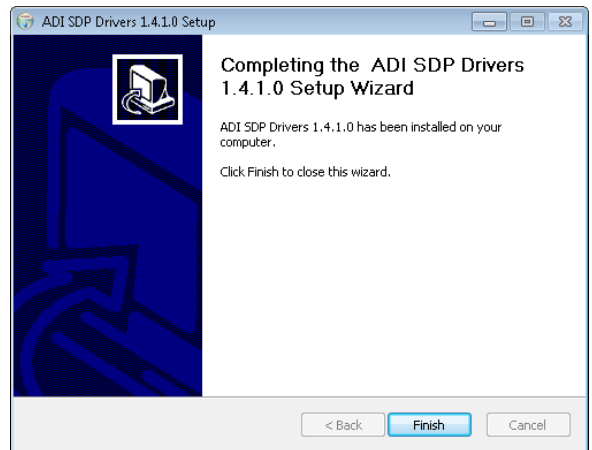 ADI SDP Drivers 1.4.1.0 Setup
Completing the ADI SDP Drivers
1.4.1.0 Setup Wizard
ADI SDP Drivers 1.4.1.0 has been installed on your
computer.
Click Finish to close this wizard.
< Back
Finish
Cancel